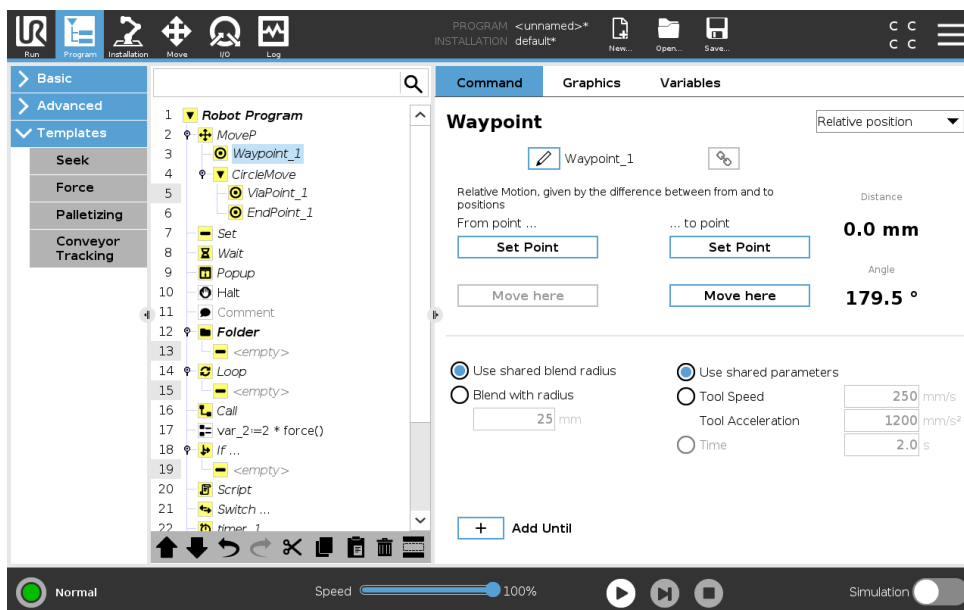 PROGRAM <unnamed>*
INSTALLATION default*
UR
Run
Program
Installation
Move
I/O
Log
New...
Open...
Save...
C C
C C
Basic
Advanced
Templates
Seek
Force
Palletizing
Conveyor
Tracking
1 Robot Program
2 MoveP
3 Waypoint_1
4 CircleMove
5 ViaPoint_1
6 EndPoint_1
7 Set
8 Wait
9 Popup
10 Halt
11 Comment
12 Folder
13 <empty>
14 Loop
15 <empty>
16 Call
17 var_2:=2 * force()
18 If ...
19 <empty>
20 Script
21 Switch ...
22 timer_1
Command Graphics Variables
Waypoint
Relative position
Waypoint_1
Relative Motion, given by the difference between from and to
positions
From point ...
... to point
Set Point
Set Point
Move here
Move here
Distance
0.0 mm
Angle
179.5 °
Use shared blend radius
Blend with radius
25 mm
Use shared parameters
Tool Speed 250 mm/s
Tool Acceleration 1200 mm/s²
Time 2.0 s
+ Add Until
Normal
Speed 100%
Simulation